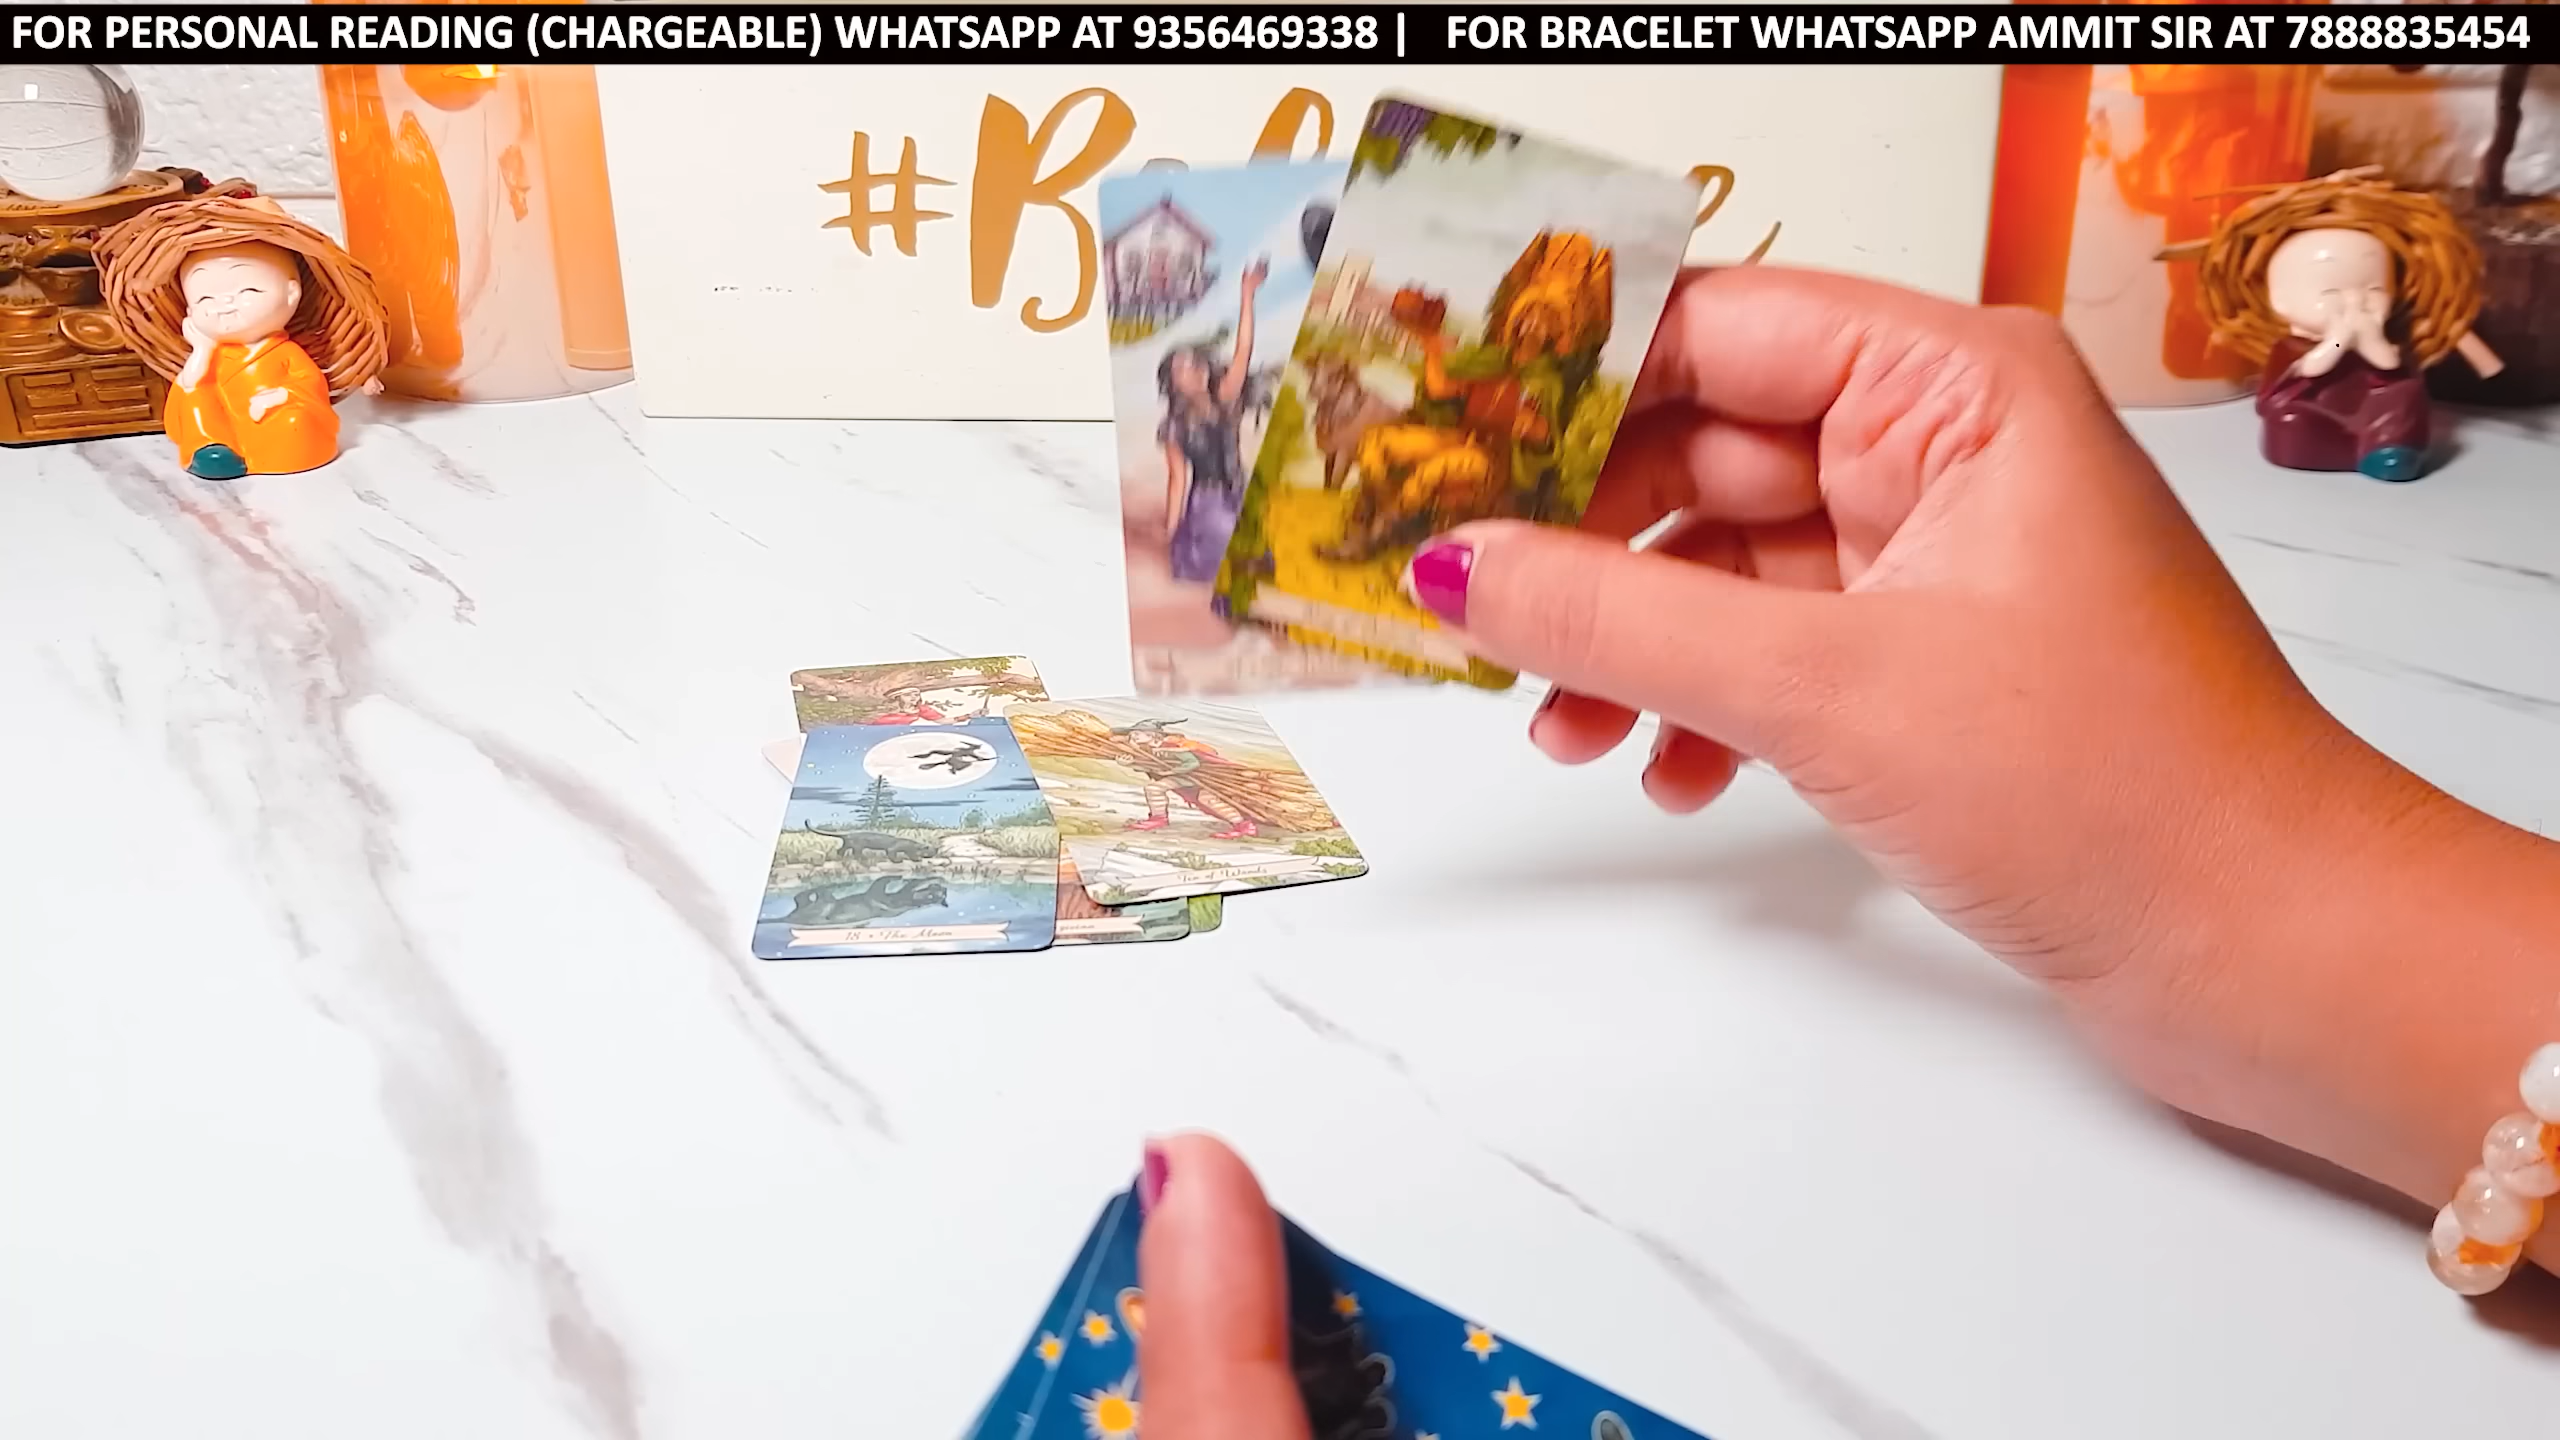 FOR PERSONAL READING (CHARGEABLE) WHATSAPP AT 9356469338 | FOR BRACELET WHATSAPP AMMIT SIR AT 7888835454
#B
e
Ten of Wands
18 • The Moon